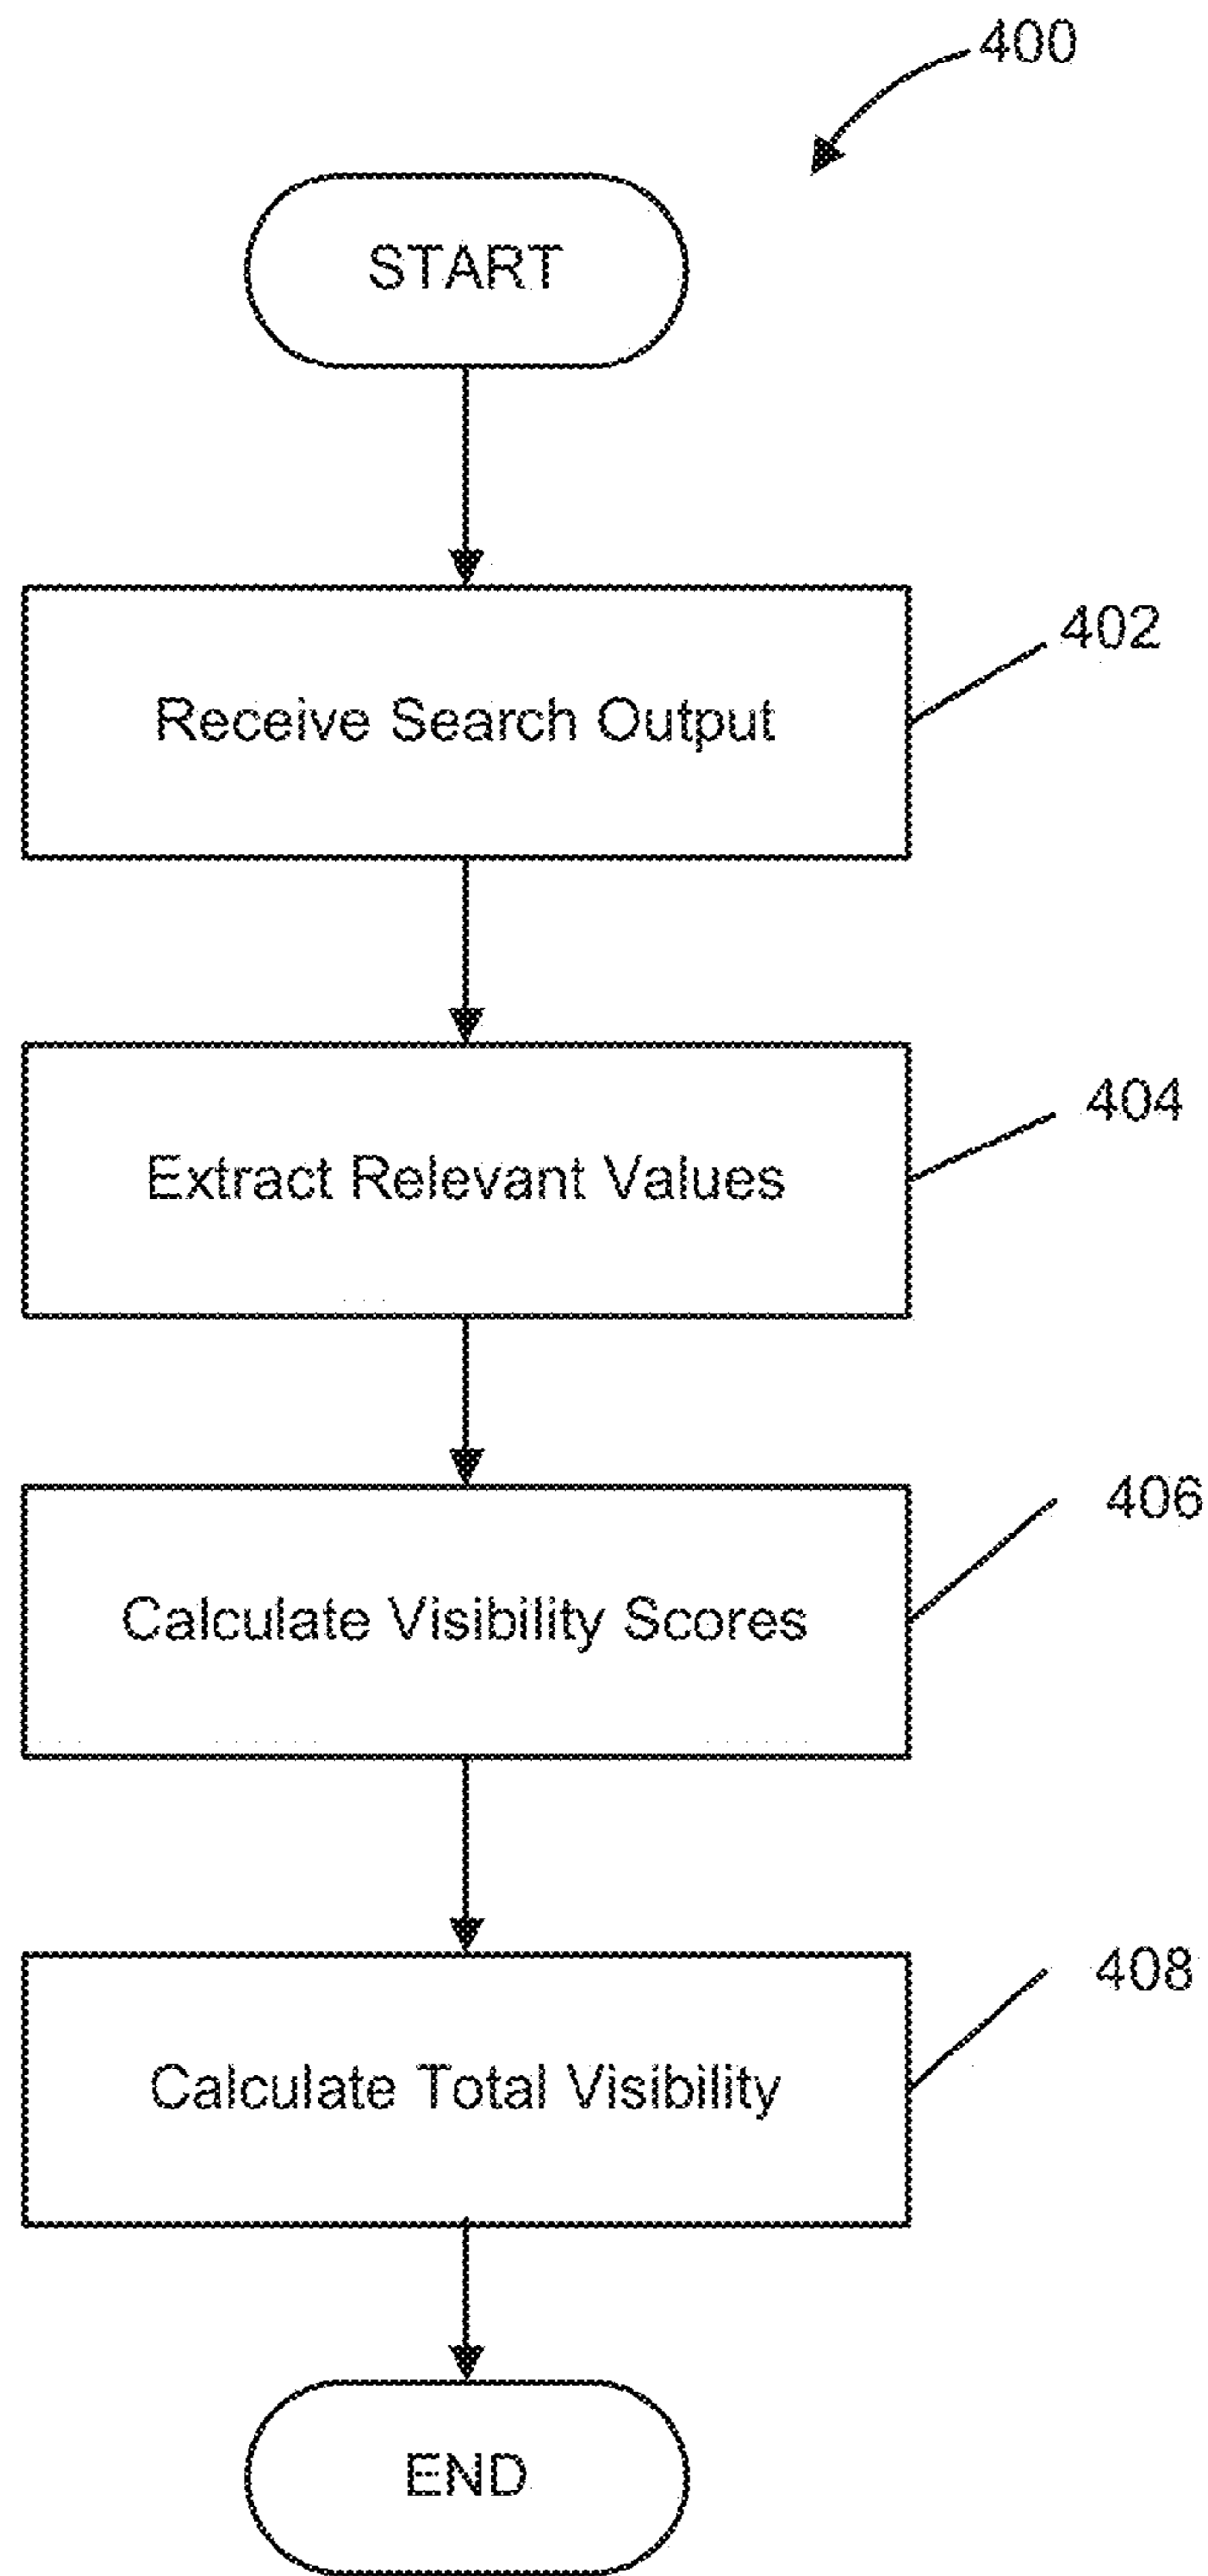 400
START
Receive Search Output
402
Extract Relevant Values
404
Calculate Visibility Scores
406
Calculate Total Visibility
408
END